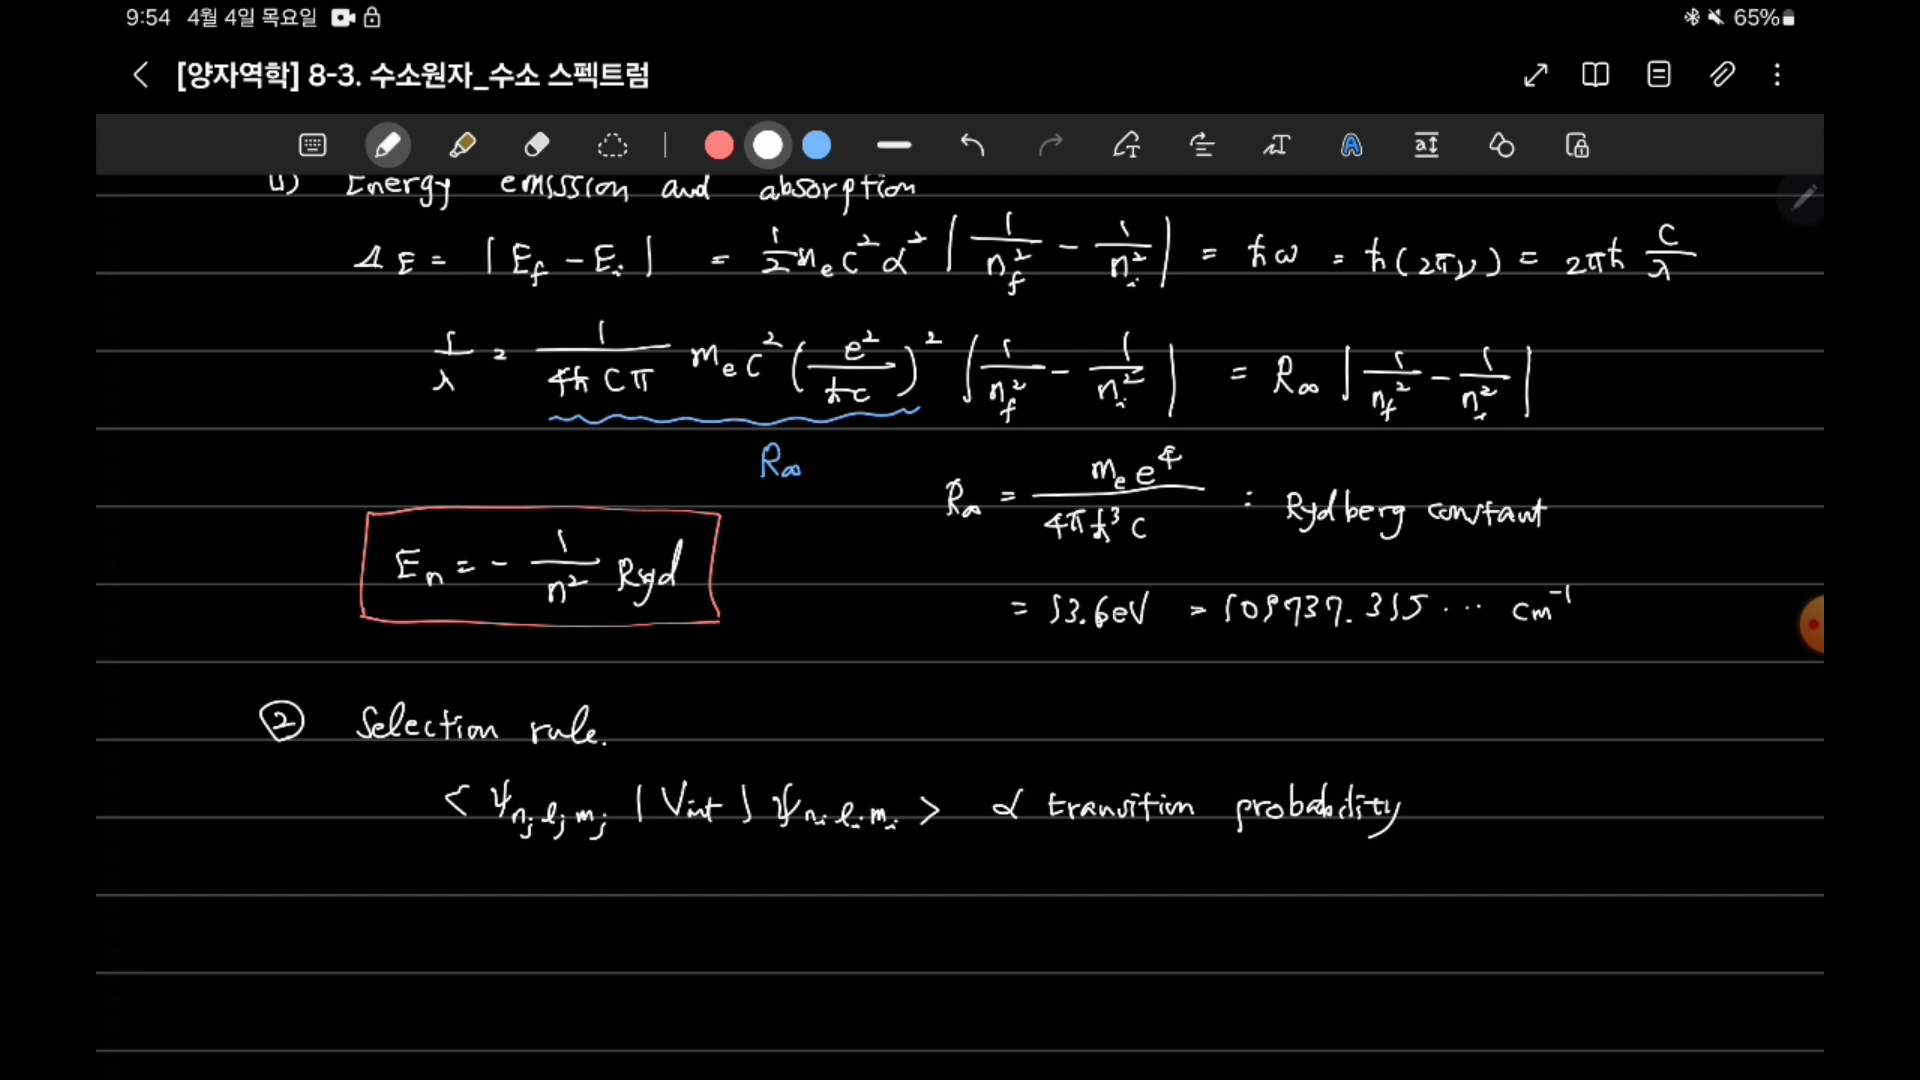 9:54 4월 4일 목요일 65%
[양자역학] 8-3. 수소원자_수소 스펙트럼
Energy emission and absorption
ΔE = |E_f - E_i| = 1/2 m_e c² α² |1/n_f² - 1/n_i²| = ℏω = ℏ(2πν) = 2πℏ c/λ
1/λ = 1/(4ℏcπ) m_e c² (e²/ℏc)² |1/n_f² - 1/n_i²| = R∞ |1/n_f² - 1/n_i²|
R∞
R∞ = m_e e⁴/(4πℏ³c) : Rydberg constant
E_n = - 1/n² Ryd
= 13.6eV = 109737.315... cm⁻¹
② Selection rule.
< ψ_{n_j l_j m_j} | V_int | ψ_{n_i l_i m_i} > ∝ transition probability